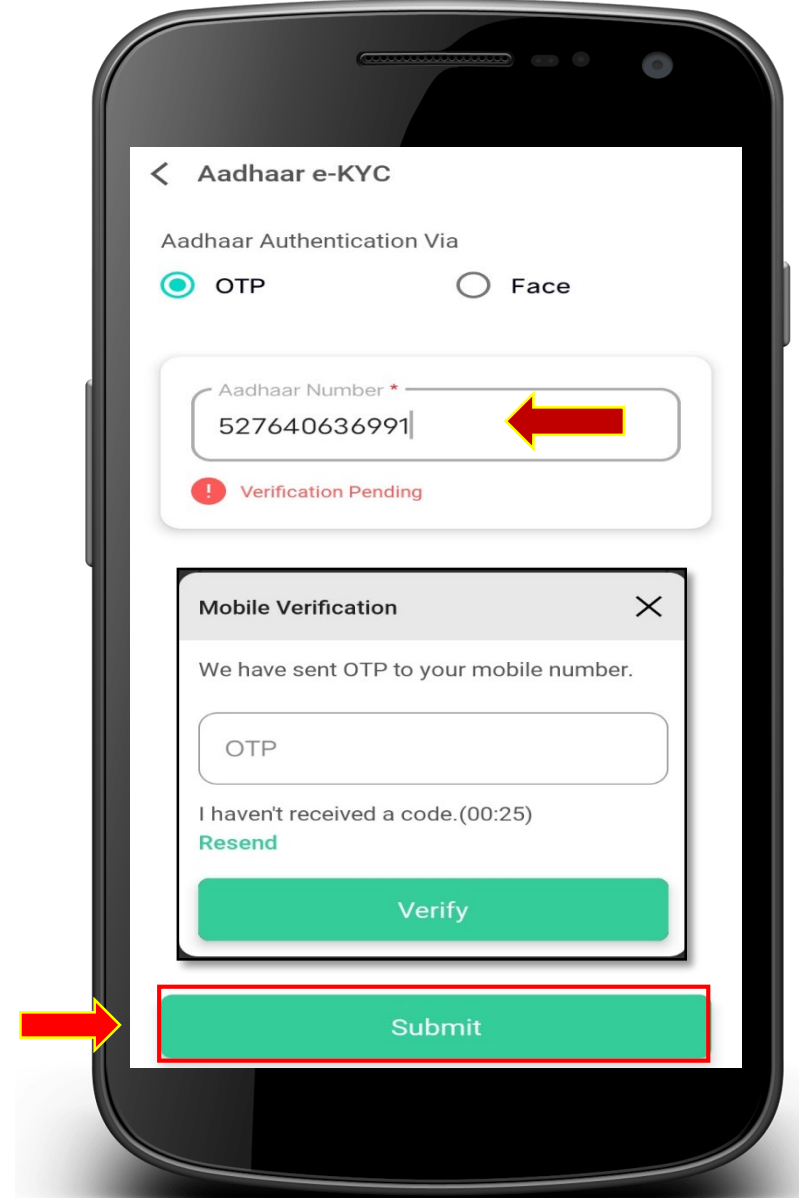 Aadhaar e-KYC
Aadhaar Authentication Via
OTP Face
Aadhaar Number *
527640636991
! Verification Pending
Mobile Verification
We have sent OTP to your mobile number.
OTP
I haven't received a code.(00:25)
Resend
Verify
Submit